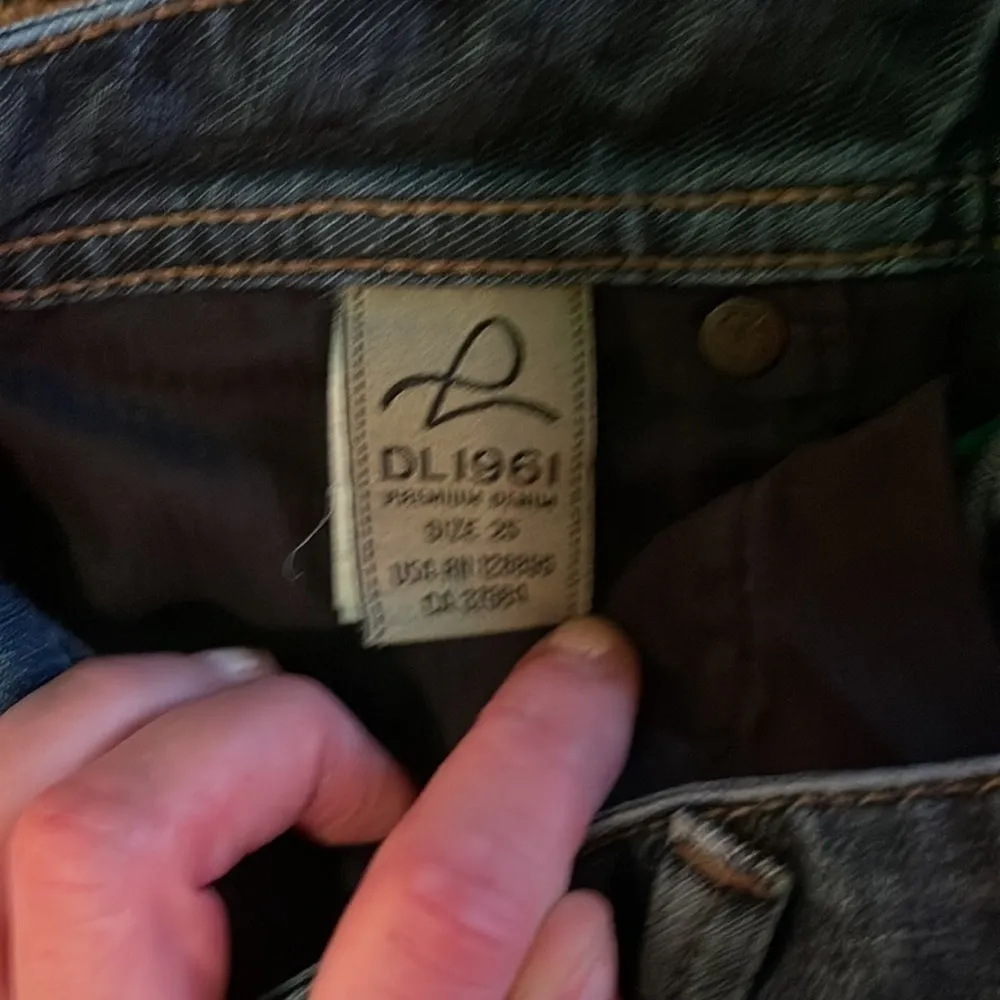 DL1961
PREMIUM DENIM
SIZE 25
USA RN
CA